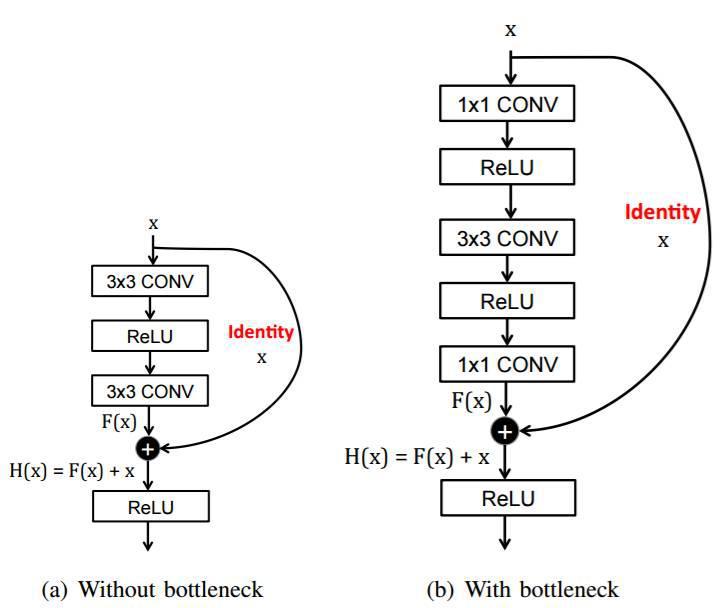 x
3x3 CONV
ReLU
Identity
x
3x3 CONV
F(x)
+
H(x) = F(x) + x
ReLU
(a) Without bottleneck
x
1x1 CONV
ReLU
Identity
x
3x3 CONV
ReLU
1x1 CONV
F(x)
+
H(x) = F(x) + x
ReLU
(b) With bottleneck